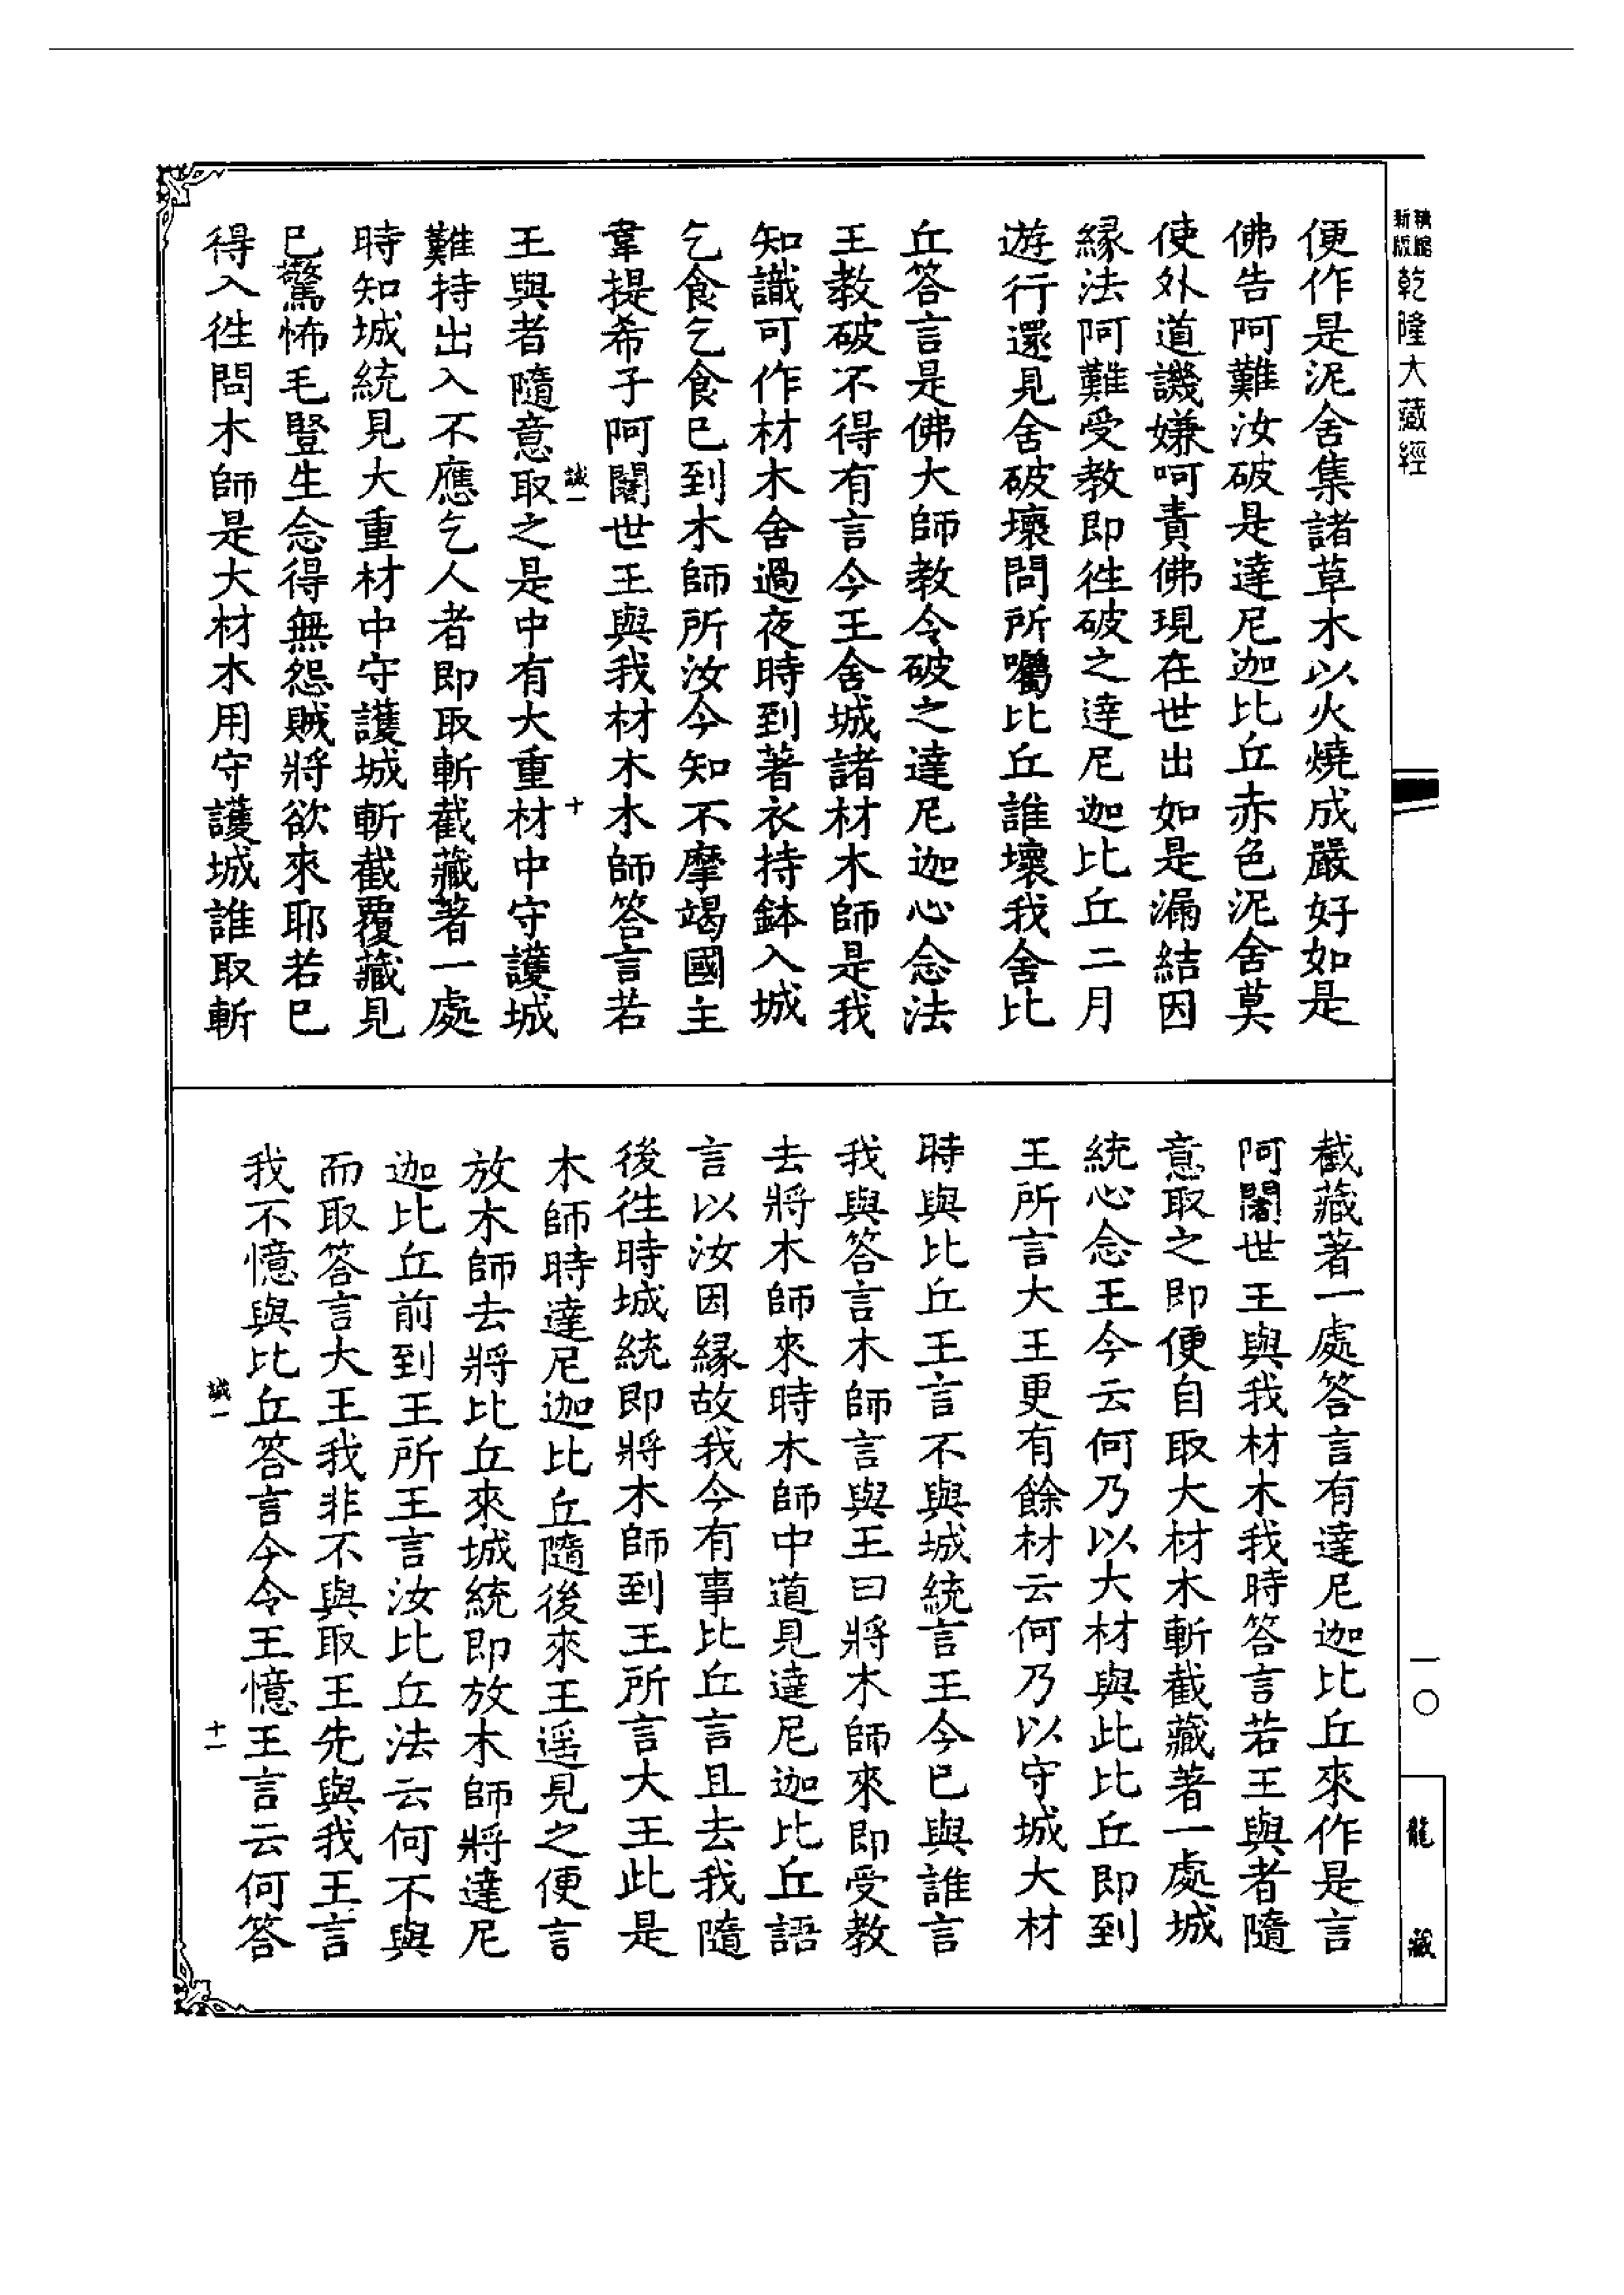 新版精縮
乾隆大藏經
便作是泥舍集諸草木以火燒成嚴好如是
佛告阿難汝破是達尼迦比丘赤色泥舍莫
使外道譏嫌呵責佛現在世出如是漏結因
緣法阿難受教即徃破之達尼迦比丘二月
遊行還見舍破壞問所囑比丘誰壞我舍比
丘答言是佛大師教令破之達尼迦心念法
王教破不得有言今王舍城諸材木師是我
知識可作材木舍過夜時到著衣持鉢入城
乞食乞食已到木師所汝今知不摩竭國主
韋提希子阿闍世王與我材木木師答言若
誠一
十
王與者隨意取之是中有大重材中守護城
難持出入不應乞人者即取斬截藏著一處
時知城統見大重材中守護城斬截覆藏見
已驚怖毛豎生念得無怨賊將欲來耶若已
得入徃問木師是大材木用守護城誰取斬
截藏著一處答言有達尼迦比丘來作是言
阿闍世王與我材木我時答言若王與者隨
意取之即便自取大材木斬截藏著一處城
統心念王今云何乃以大材與此比丘即到
王所言大王更有餘材云何乃以守城大材
時與比丘王言不與城統言王今已與誰言
我與答言木師言與王曰將木師來即受教
去將木師來時木師中道見達尼迦比丘語
言以汝因緣故我今有事比丘言且去我隨
後徃時城統即將木師到王所言大王此是
木師時達尼迦比丘隨後來王遥見之便言
放木師去將比丘來城統即放木師將達尼
迦比丘前到王所王言汝比丘法云何不與
而取答言大王我非不與取王先與我王言
我不憶與比丘答言今令王憶王言云何答
誠一
十一
一〇
龍藏